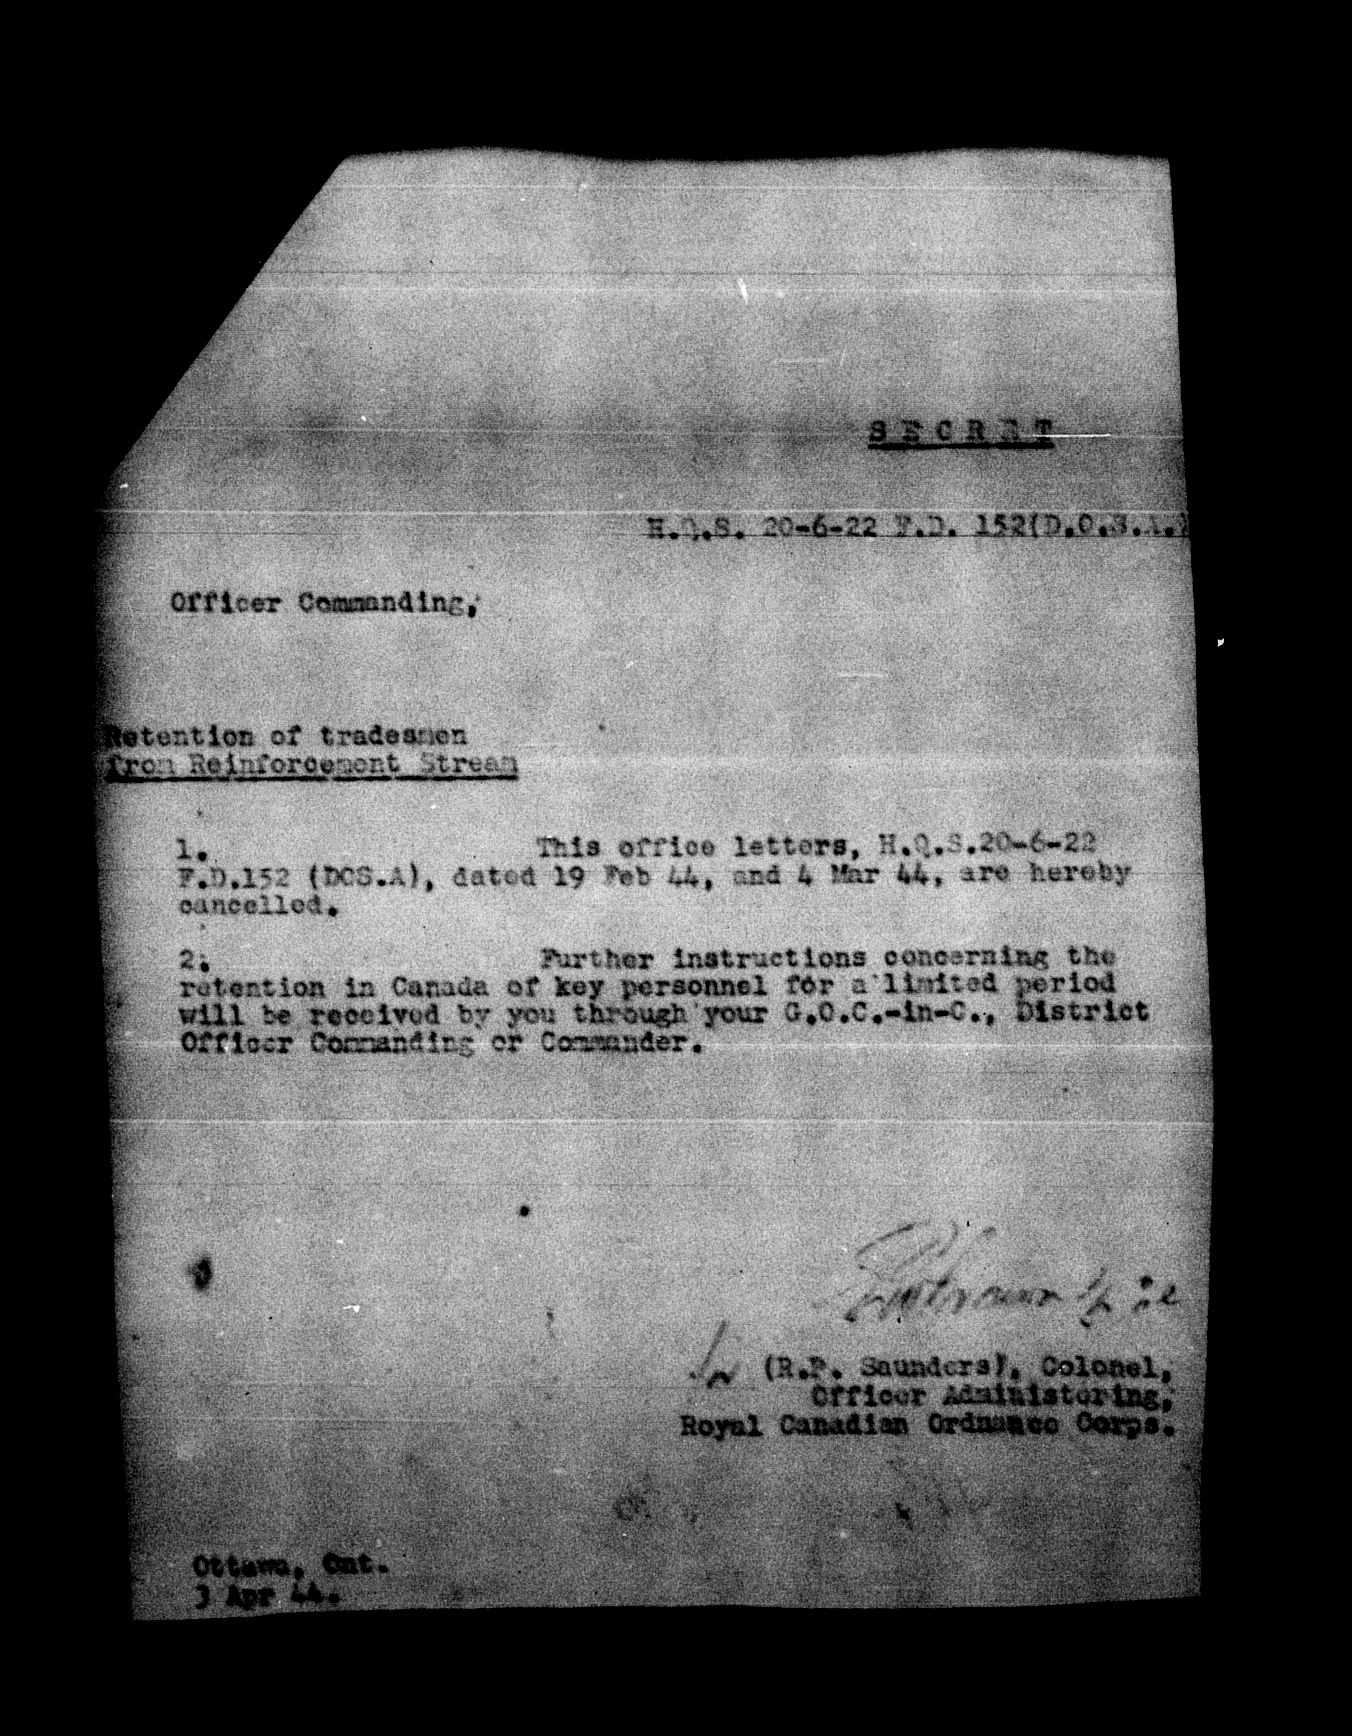 S E C R E T
H.Q.S. 20-6-22 F.D. 152(D.O.S.A.)
Officer Commanding,
Retention of tradesmen
from Reinforcement Stream
1. This office letters, H.Q.S.20-6-22
F.D.152 (DOS.A), dated 19 Feb 44, and 4 Mar 44, are hereby
cancelled.
2. Further instructions concerning the
retention in Canada of key personnel for a limited period
will be received by you through your G.O.C.-in-C., District
Officer Commanding or Commander.
for (R.P. Saunders), Colonel,
Officer Administering,
Royal Canadian Ordnance Corps.
Ottawa, Ont.
3 Apr 44.